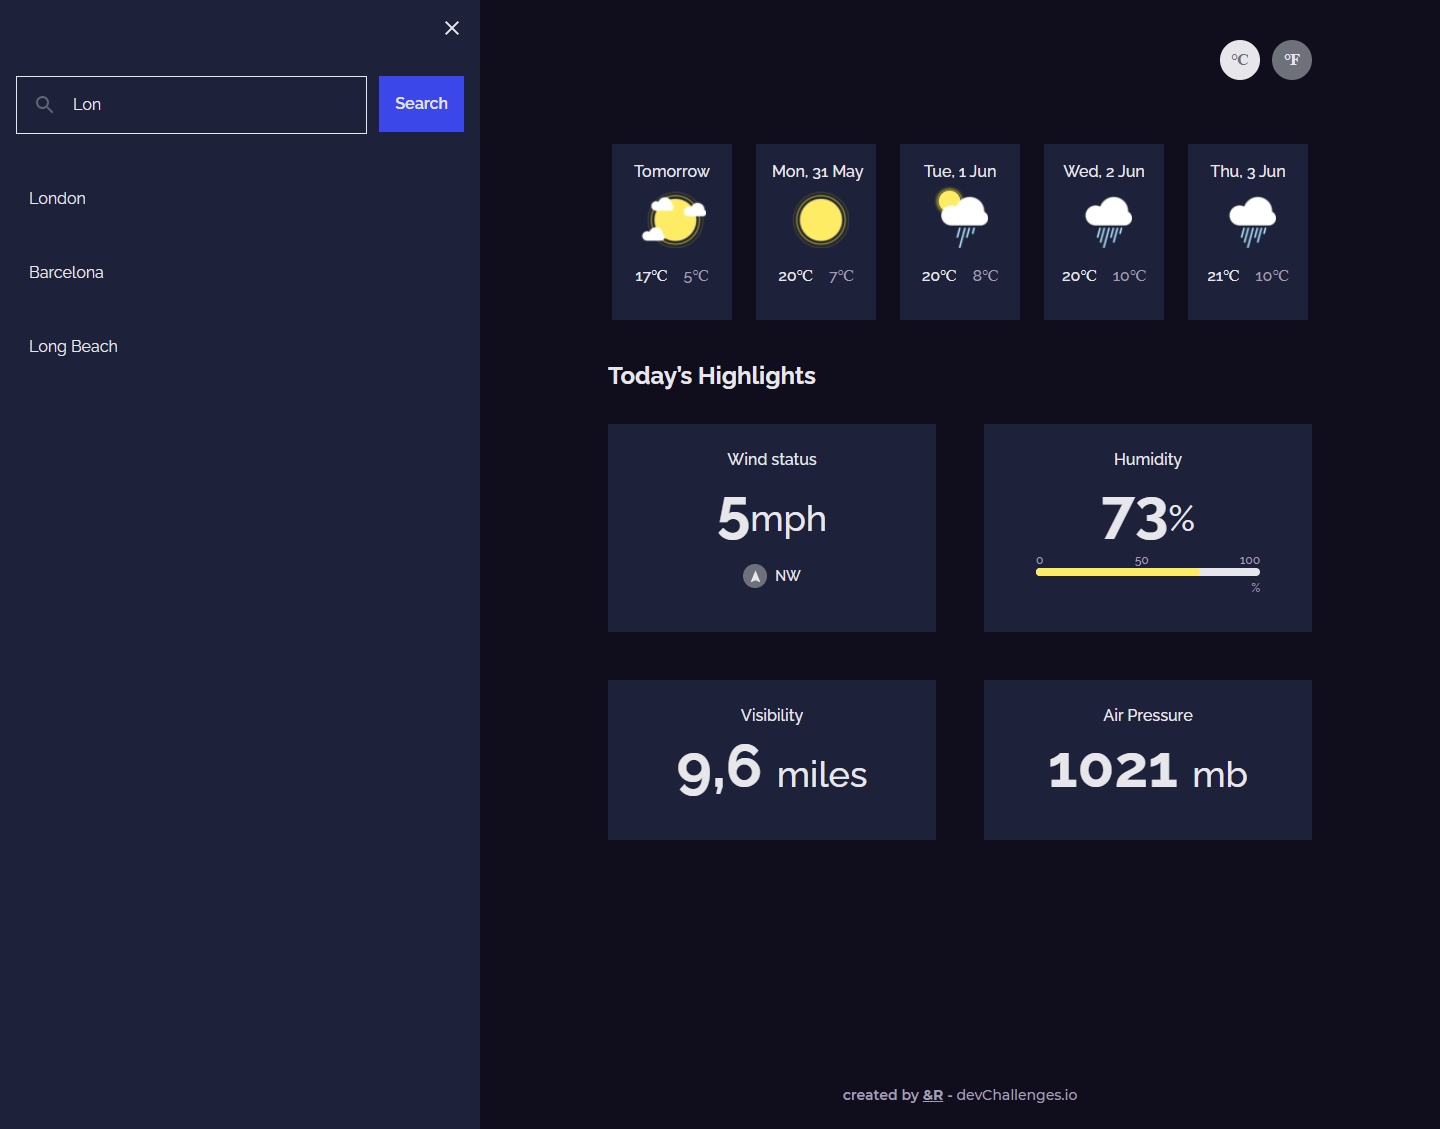 Lon
Search
London
Barcelona
Long Beach
°C °F
Tomorrow
17°C 5°C
Mon, 31 May
20°C 7°C
Tue, 1 Jun
20°C 8°C
Wed, 2 Jun
20°C 10°C
Thu, 3 Jun
21°C 10°C
Today’s Highlights
Wind status
5mph
NW
Humidity
73%
0 50 100
%
Visibility
9,6 miles
Air Pressure
1021 mb
created by &R - devChallenges.io